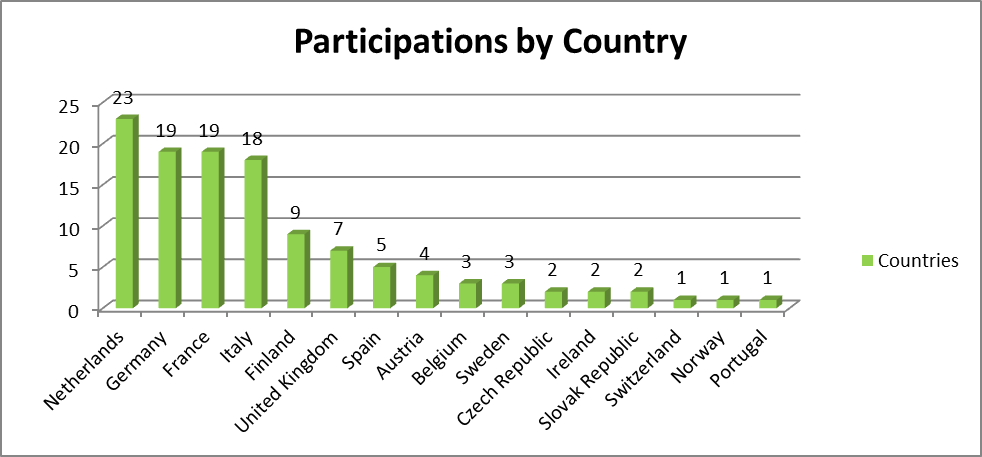 Participations by Country
25
20
15
10
5
0
23
19
19
18
9
7
5
4
3
3
2
2
2
1
1
1
Netherlands
Germany
France
Italy
Finland
United Kingdom
Spain
Austria
Belgium
Sweden
Czech Republic
Ireland
Slovak Republic
Switzerland
Norway
Portugal
Countries